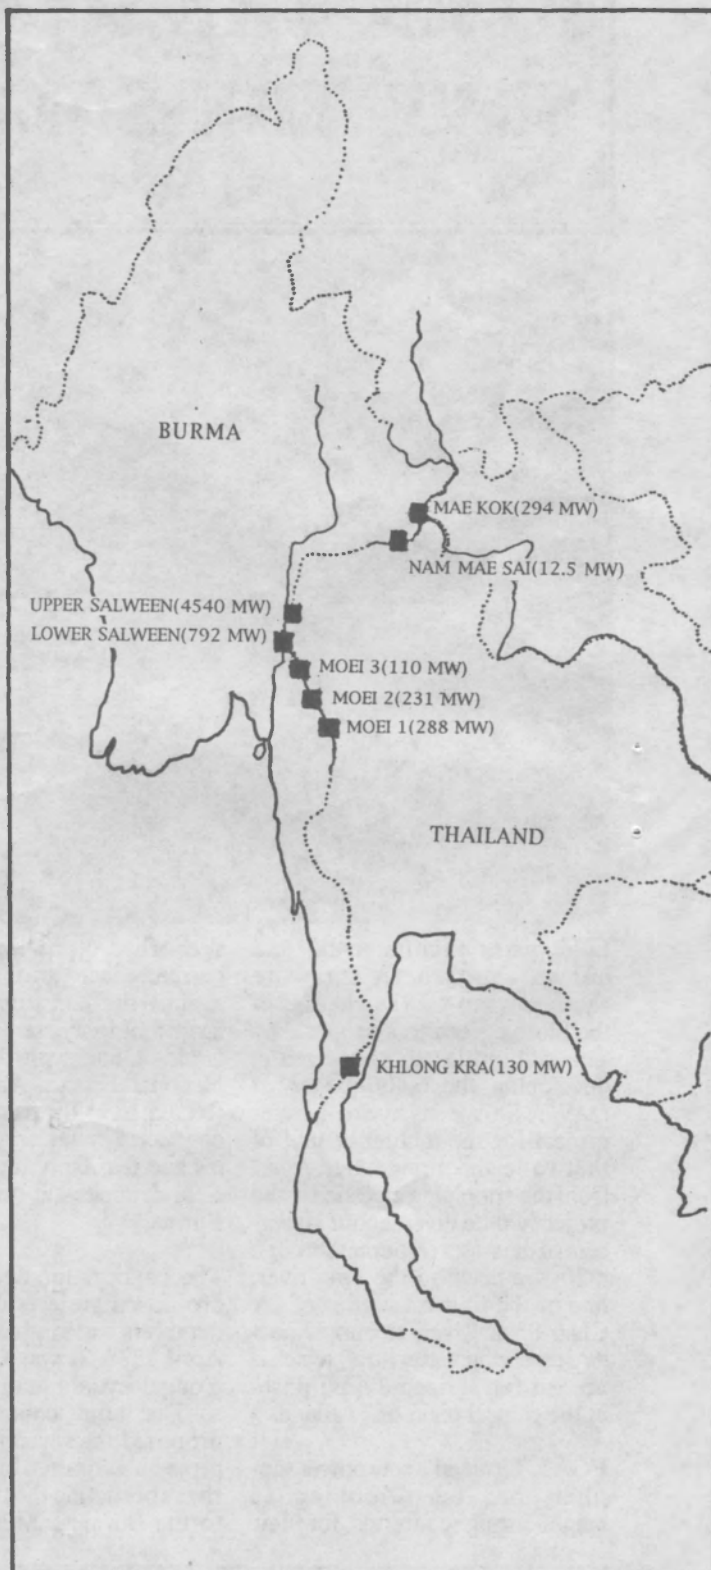 BURMA
MAE KOK(294 MW)
NAM MAE SAI(12.5 MW)
UPPER SALWEEN(4540 MW)
LOWER SALWEEN(792 MW)
MOEI 3(110 MW)
MOEI 2(231 MW)
MOEI 1(288 MW)
THAILAND
KHLONG KRA(130 MW)